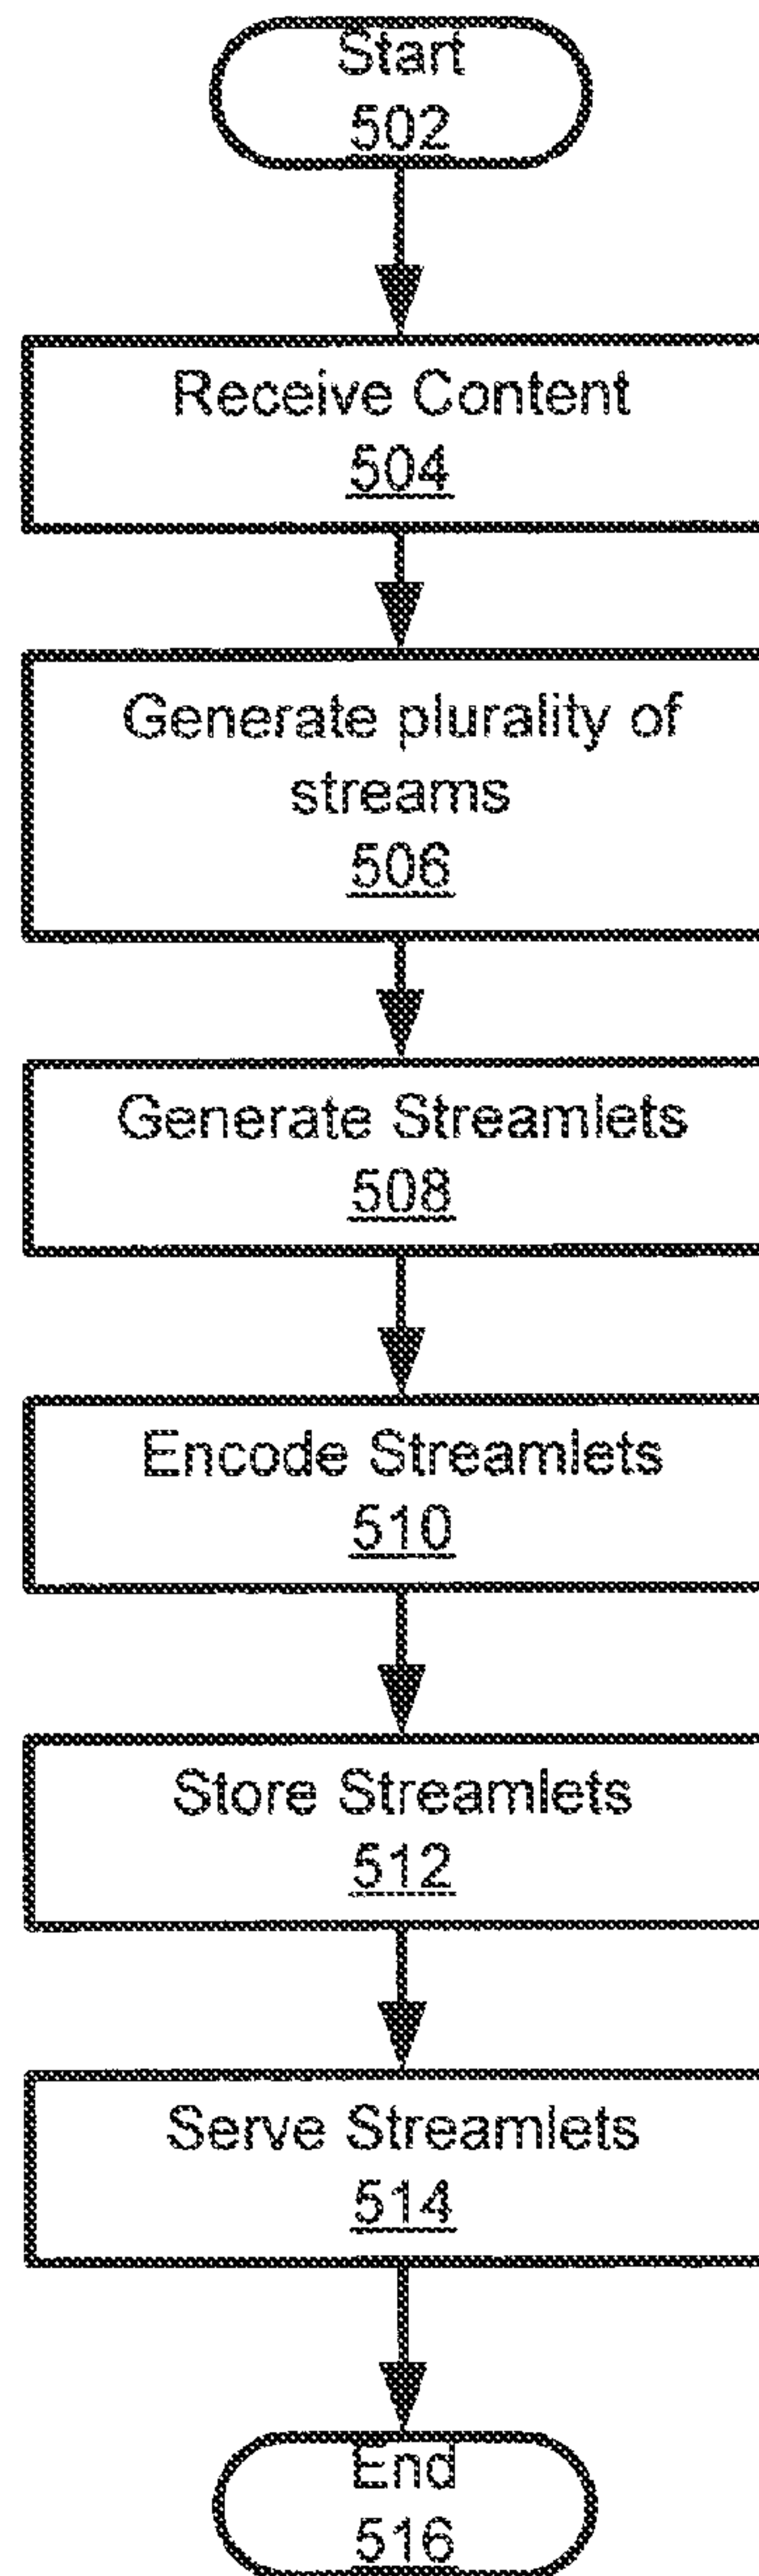 Start
502
Receive Content
504
Generate plurality of
streams
506
Generate Streamlets
508
Encode Streamlets
510
Store Streamlets
512
Serve Streamlets
514
End
516